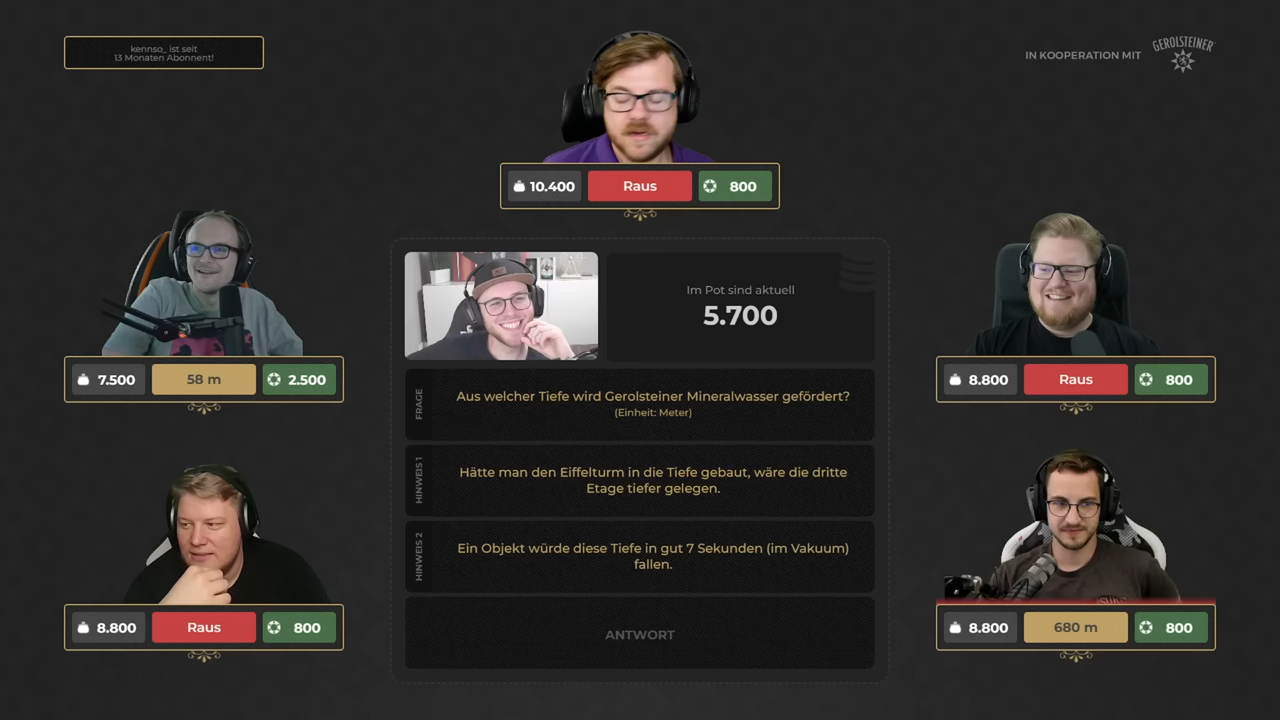 kennso_ ist seit
13 Monaten Abonnent!
IN KOOPERATION MIT
GEROLSTEINER
10.400 Raus 800
Im Pot sind aktuell
5.700
7.500 58 m 2.500
8.800 Raus 800
FRAGE
Aus welcher Tiefe wird Gerolsteiner Mineralwasser gefördert?
(Einheit: Meter)
HINWEIS 1
Hätte man den Eiffelturm in die Tiefe gebaut, wäre die dritte
Etage tiefer gelegen.
HINWEIS 2
Ein Objekt würde diese Tiefe in gut 7 Sekunden (im Vakuum)
fallen.
8.800 Raus 800
8.800 680 m 800
ANTWORT